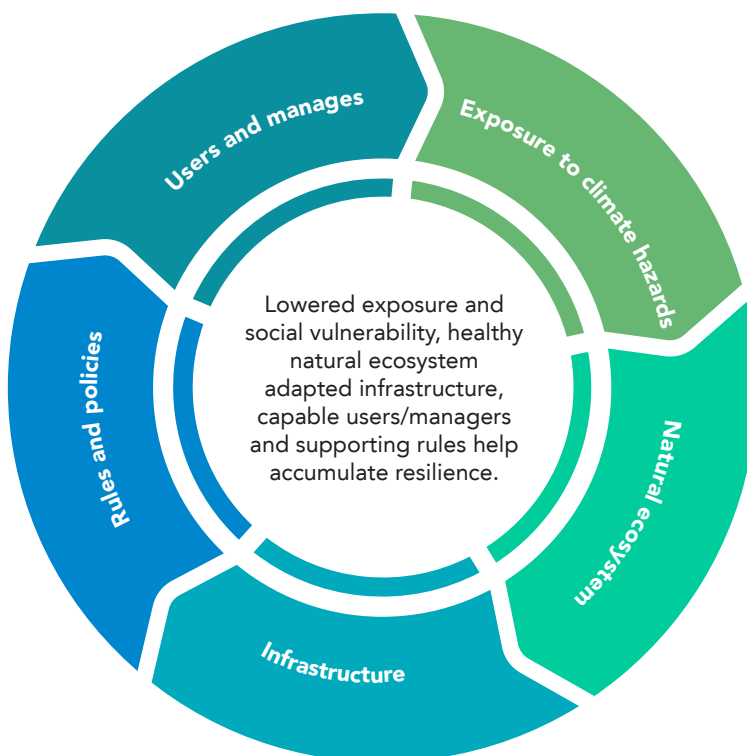 Users and manages
Exposure to climate hazards
Natural ecosystem
Infrastructure
Rules and policies
Lowered exposure and
social vulnerability, healthy
natural ecosystem
adapted infrastructure,
capable users/managers
and supporting rules help
accumulate resilience.